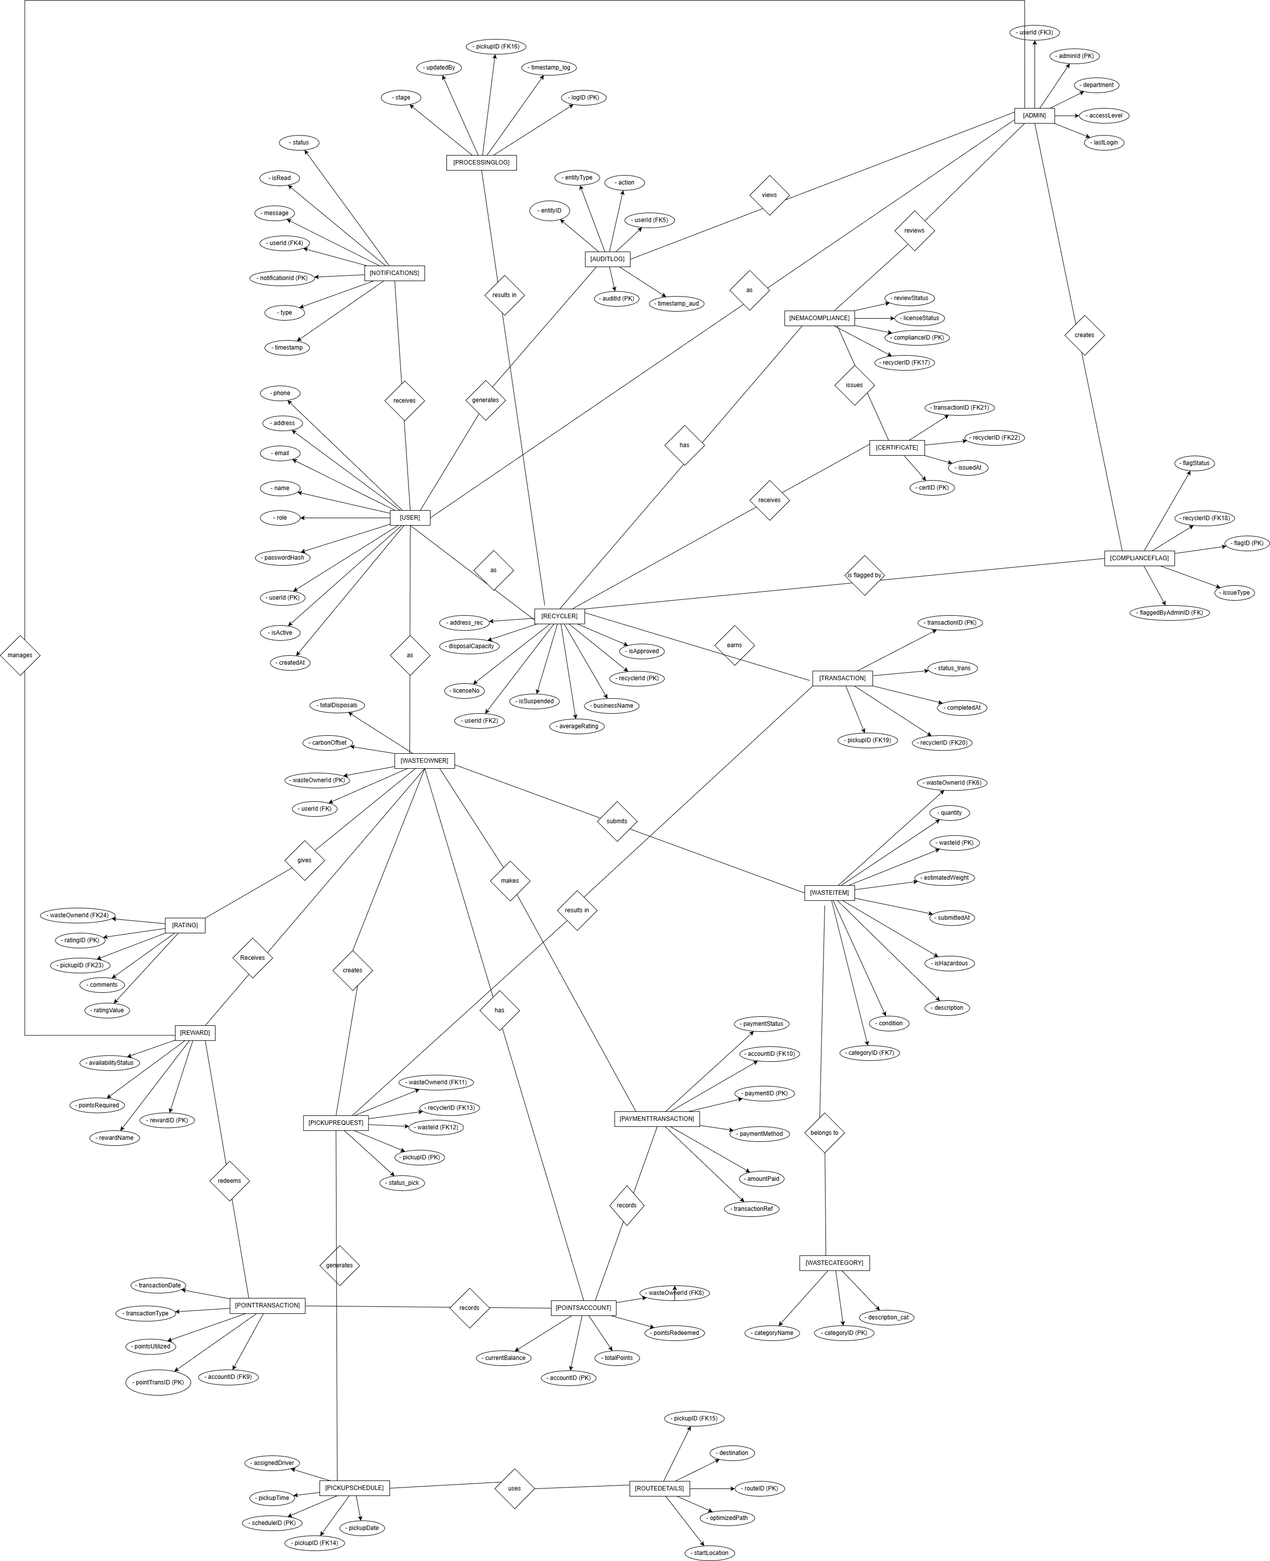 - userId (FK3)
- pickupID (FK16)
- adminId (PK)
- updatedBy
- timestamp_log
- department
- stage
- logID (PK)
[ADMIN]
- accessLevel
- status
- lastLogin
[PROCESSINGLOG]
- isRead
- entityType
- action
views
- message
- entityID
- userId (FK5)
reviews
- userId (FK4)
[AUDITLOG]
[NOTIFICATIONS]
- notificationId (PK)
as
results in
- auditId (PK)
- timestamp_aud
- reviewStatus
- type
[NEMACOMPLIANCE]
- licenseStatus
creates
- complianceID (PK)
- timestamp
- recyclerID (FK17)
issues
- phone
receives
generates
- transactionID (FK21)
- address
- recyclerID (FK22)
has
[CERTIFICATE]
- email
- flagStatus
- issuedAt
- name
- certID (PK)
receives
- role
[USER]
- recyclerID (FK18)
- flagID (PK)
- passwordHash
[COMPLIANCEFLAG]
as
is flagged by
- issueType
- userId (PK)
- flaggedByAdminID (FK)
[RECYCLER]
- address_rec
- transactionID (PK)
- isActive
- disposalCapacity
earns
- isApproved
manages
as
- createdAt
- status_trans
- recyclerId (PK)
[TRANSACTION]
- licenseNo
- isSuspended
- businessName
- totalDisposals
- completedAt
- userId (FK2)
- averageRating
- pickupID (FK19)
- recyclerID (FK20)
- carbonOffset
[WASTEOWNER]
- wasteOwnerId (PK)
- wasteOwnerId (FK6)
- userId (FK)
- quantity
submits
- wasteId (PK)
gives
- estimatedWeight
makes
[WASTEITEM]
results in
- wasteOwnerId (FK24)
- submittedAt
[RATING]
- ratingID (PK)
Receives
- pickupID (FK23)
creates
- isHazardous
- comments
- ratingValue
has
- description
- condition
- paymentStatus
[REWARD]
- categoryID (FK7)
- accountID (FK10)
- availabilityStatus
- wasteOwnerId (FK11)
- paymentID (PK)
- pointsRequired
- recyclerID (FK13)
- rewardID (PK)
[PICKUPREQUEST]
- wasteId (FK12)
[PAYMENTTRANSACTION]
- paymentMethod
belongs to
- rewardName
- pickupID (PK)
redeems
- status_pick
- amountPaid
records
- transactionRef
generates
[WASTECATEGORY]
- transactionDate
- wasteOwnerId (FK8)
[POINTTRANSACTION]
records
[POINTSACCOUNT]
- transactionType
- description_cat
- pointsRedeemed
- categoryName
- categoryID (PK)
- pointsUtilized
- currentBalance
- totalPoints
- accountID (FK9)
- accountID (PK)
- pointTransID (PK)
- pickupID (FK15)
- destination
- assignedDriver
[PICKUPSCHEDULE]
uses
[ROUTEDETAILS]
- routeID (PK)
- pickupTime
- optimizedPath
- scheduleID (PK)
- pickupDate
- pickupID (FK14)
- startLocation